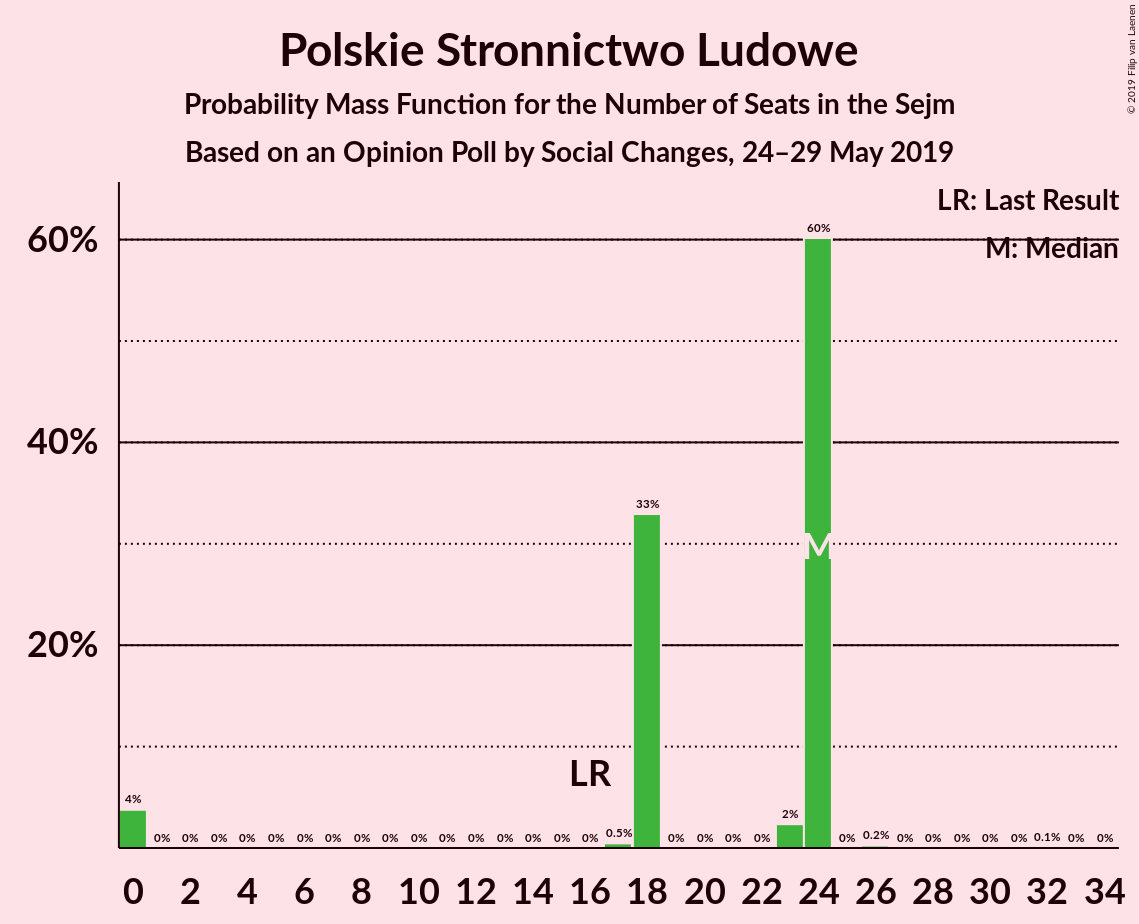 Polskie Stronnictwo Ludowe
Probability Mass Function for the Number of Seats in the Sejm
Based on an Opinion Poll by Social Changes, 24–29 May 2019
© 2019 Filip van Laenen
LR: Last Result
M: Median
60%
40%
20%
4% 0% 0% 0% 0% 0% 0% 0% 0% 0% 0% 0% 0% 0% 0% 0% 0% 0.5% 33% 0% 0% 0% 0% 2% 60% 0% 0.2% 0% 0% 0% 0% 0% 0.1% 0% 0%
LR
M
0 2 4 6 8 10 12 14 16 18 20 22 24 26 28 30 32 34